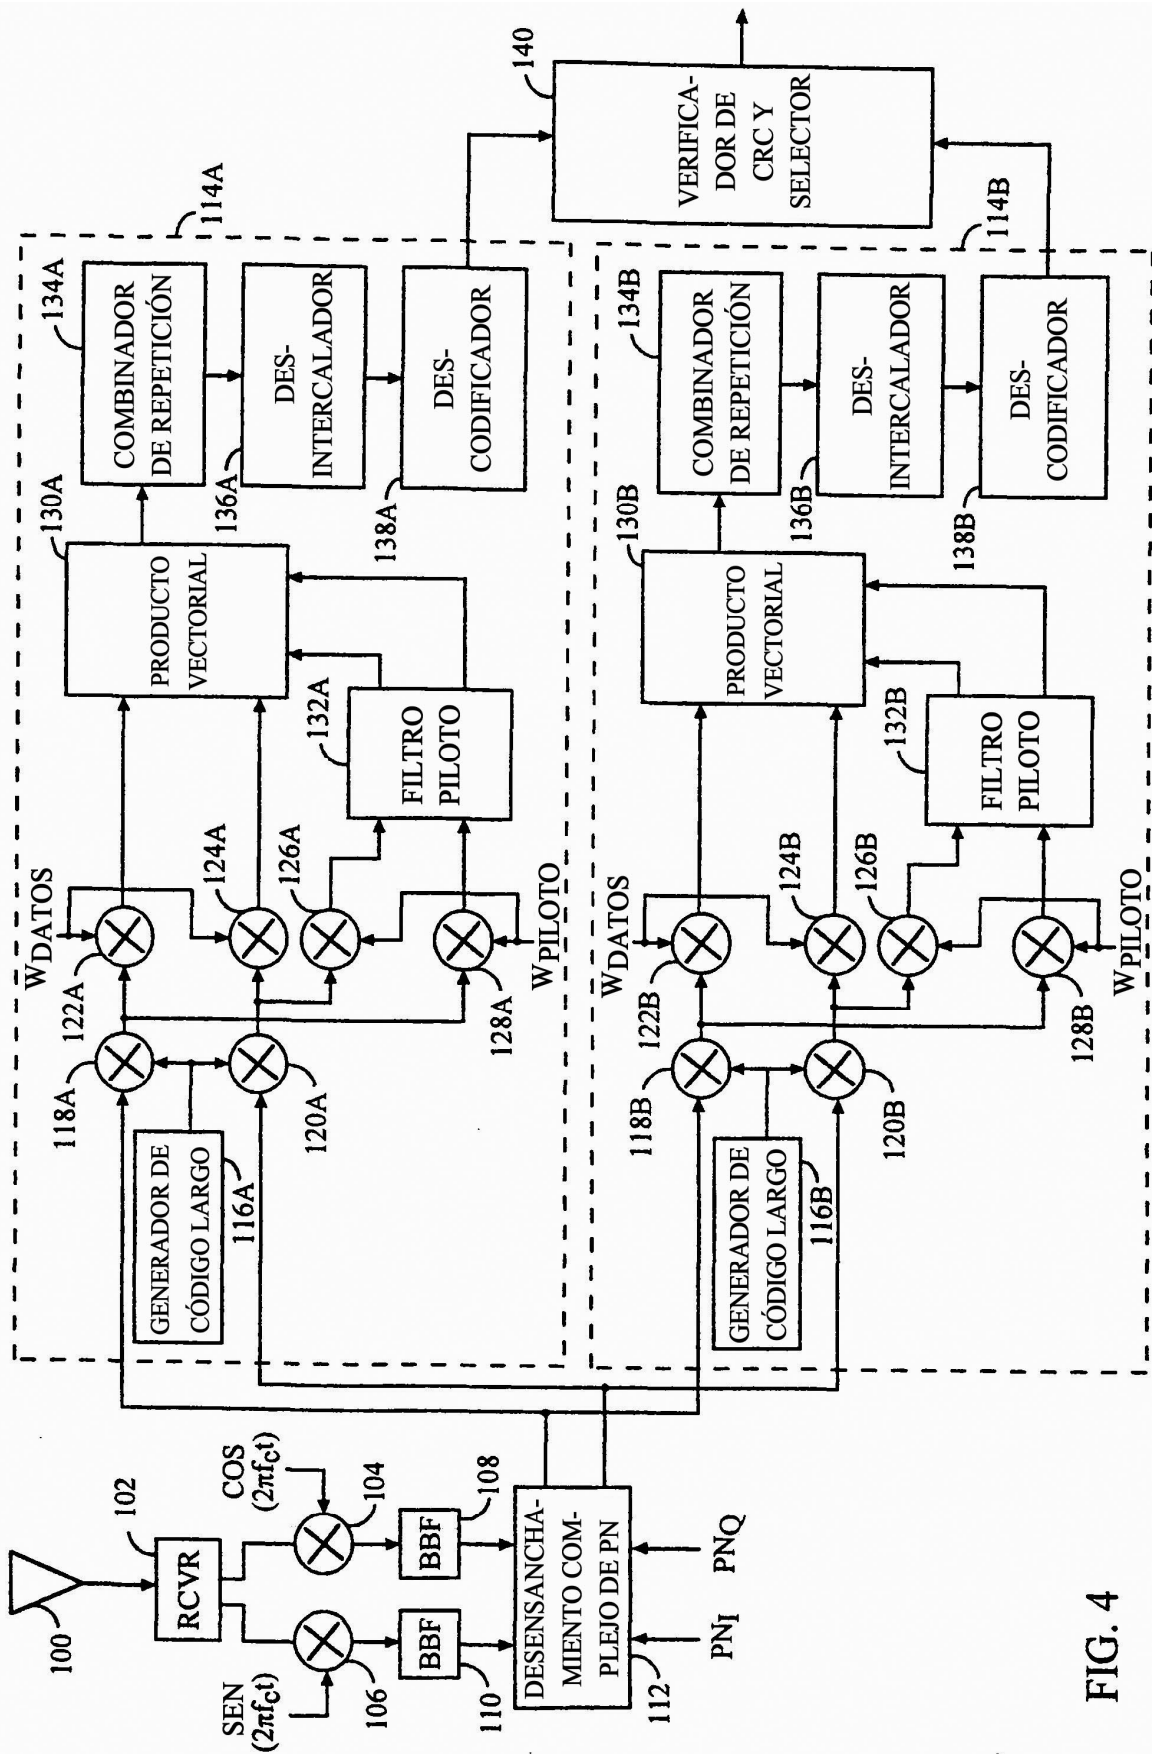 100
102
RCVR
COS
(2πfct)
104
SEN
(2πfct)
106
BBF
108
BBF
110
DESENSANCHA-
MIENTO COM-
PLEJO DE PN
112
PNI
PNQ
114A
GENERADOR DE
CÓDIGO LARGO
116A
118A
120A
WDATOS
122A
124A
126A
128A
WPILOTO
130A
PRODUCTO
VECTORIAL
132A
FILTRO
PILOTO
134A
COMBINADOR
DE REPETICIÓN
136A
DES-
INTERCALADOR
138A
DES-
CODIFICADOR
114B
GENERADOR DE
CÓDIGO LARGO
116B
118B
120B
WDATOS
122B
124B
126B
128B
WPILOTO
130B
PRODUCTO
VECTORIAL
132B
FILTRO
PILOTO
134B
COMBINADOR
DE REPETICIÓN
136B
DES-
INTERCALADOR
138B
DES-
CODIFICADOR
140
VERIFICA-
DOR DE
CRC Y
SELECTOR
FIG. 4